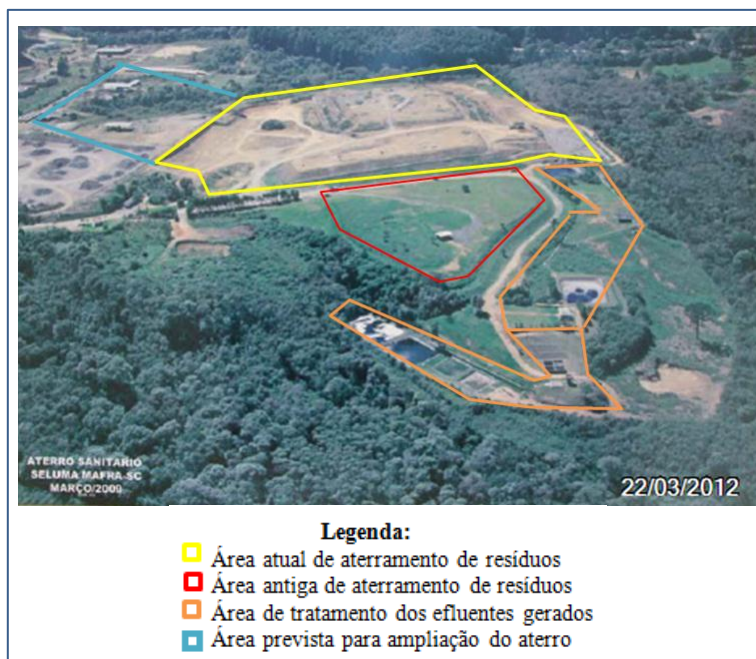 ATERRO SANITARIO
SELUMA MAFRA-SC
MARÇO/2009
22/03/2012
Legenda:
Área atual de aterramento de resíduos
Área antiga de aterramento de resíduos
Área de tratamento dos efluentes gerados
Área prevista para ampliação do aterro